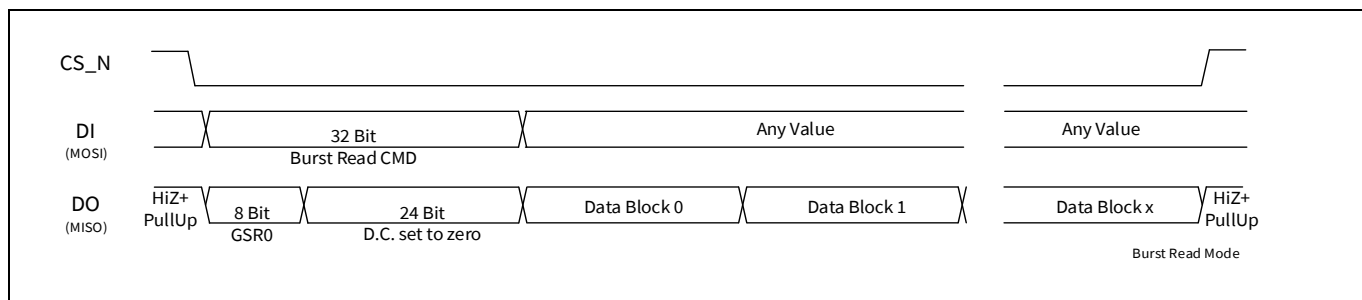 CS_N
DI
(MOSI)
32 Bit
Burst Read CMD
Any Value
Any Value
DO
(MISO)
HiZ+
PullUp
8 Bit
GSR0
24 Bit
D.C. set to zero
Data Block 0
Data Block 1
Data Block x
HiZ+
PullUp
Burst Read Mode